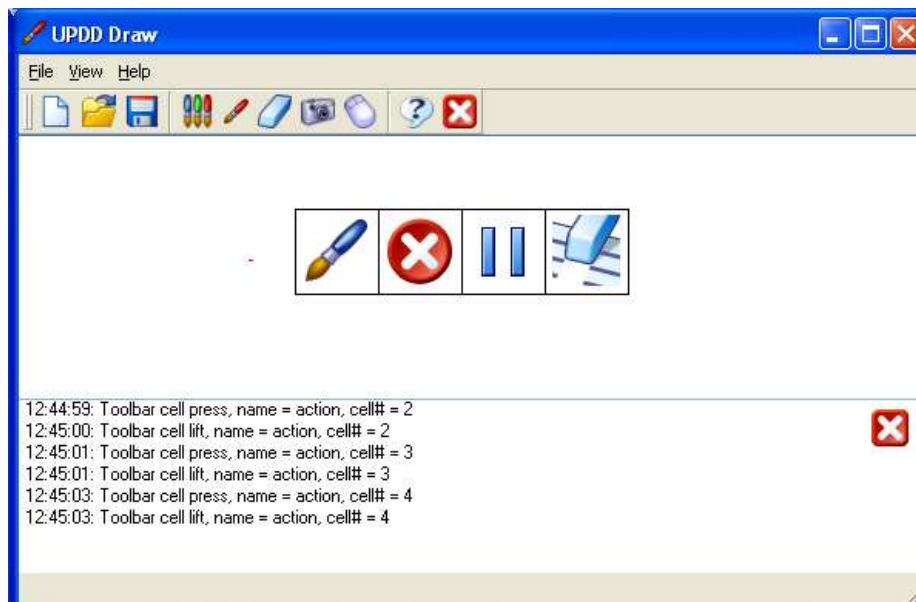 UPDD Draw
File View Help
12:44:59: Toolbar cell press, name = action, cell# = 2
12:45:00: Toolbar cell lift, name = action, cell# = 2
12:45:01: Toolbar cell press, name = action, cell# = 3
12:45:01: Toolbar cell lift, name = action, cell# = 3
12:45:03: Toolbar cell press, name = action, cell# = 4
12:45:03: Toolbar cell lift, name = action, cell# = 4